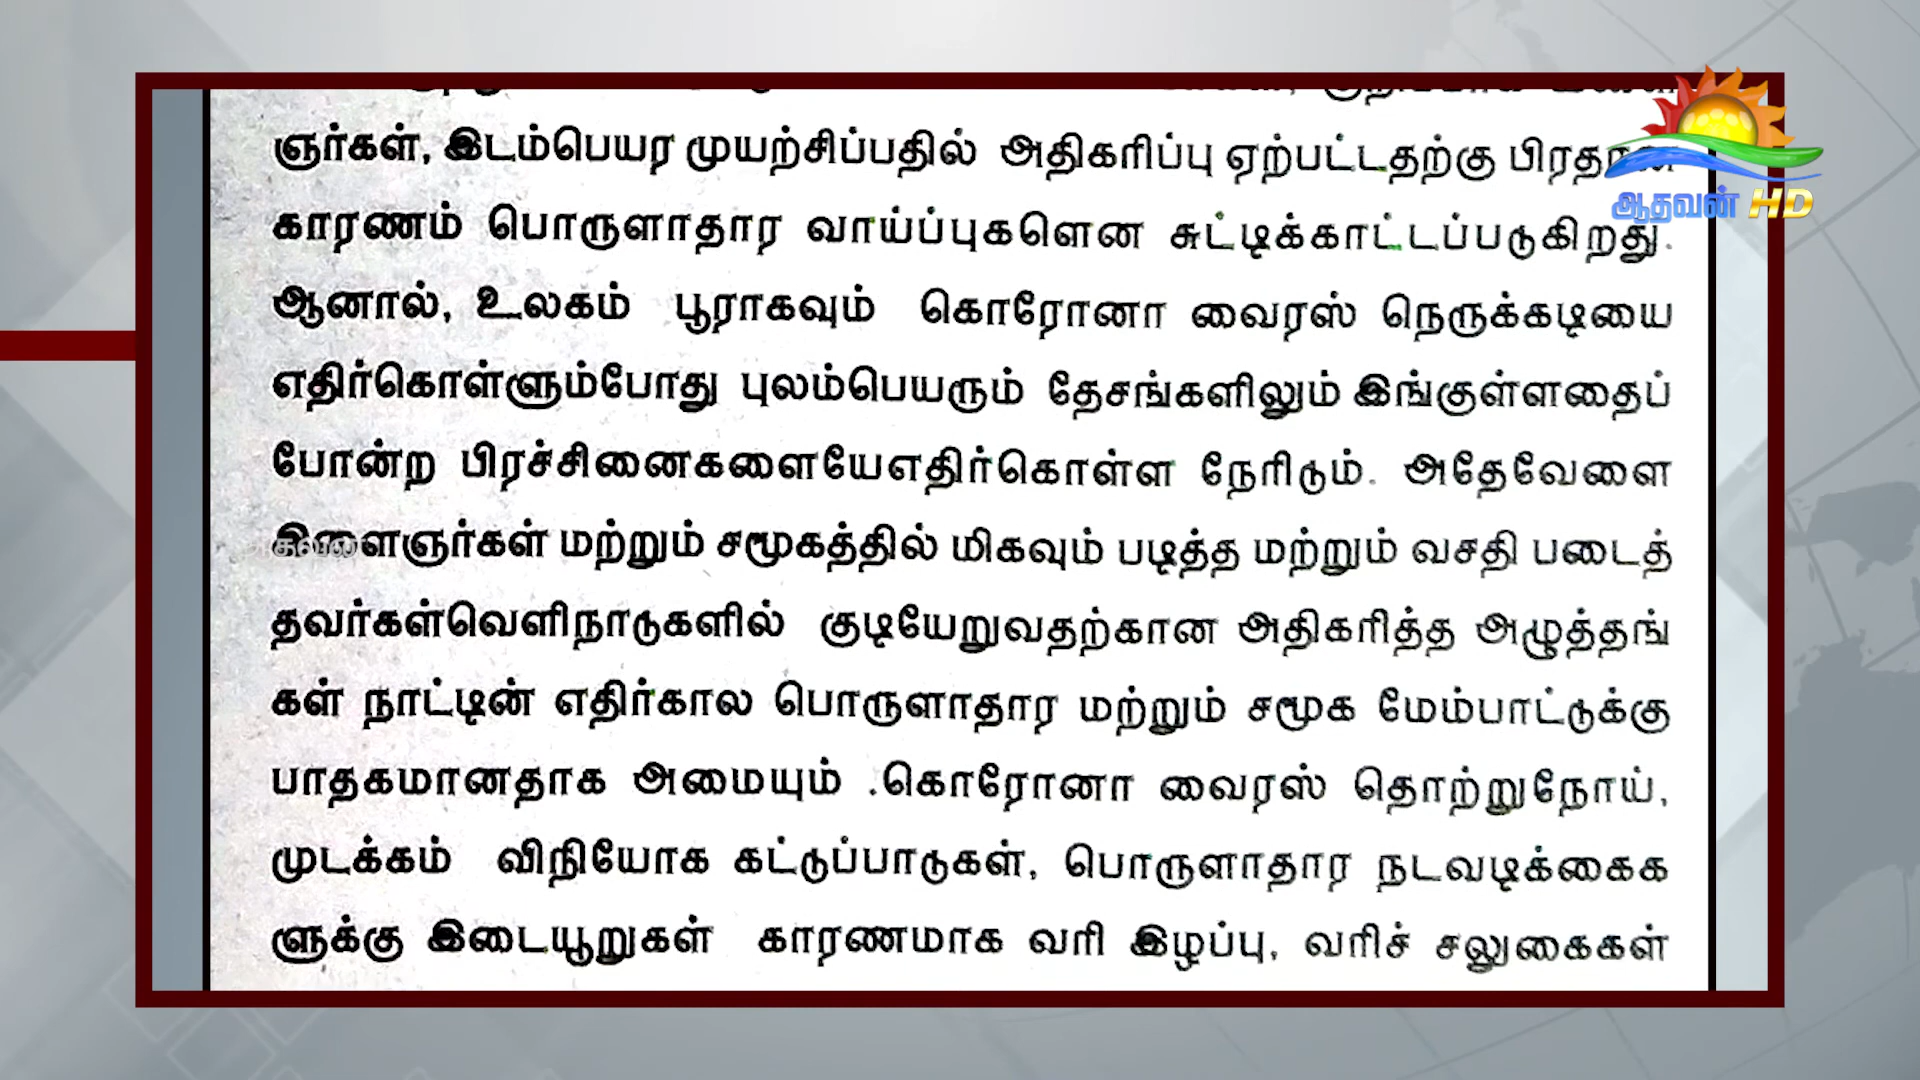 ஞர்கள், இடம்பெயர முயற்சிப்பதில் அதிகரிப்பு ஏற்பட்டதற்கு பிரதான
காரணம் பொருளாதார வாய்ப்புகளென சுட்டிக்காட்டப்படுகிறது.
ஆனால், உலகம் பூராகவும் கொரோனா வைரஸ் நெருக்கடியை
எதிர்கொள்ளும்போது புலம்பெயரும் தேசங்களிலும் இங்குள்ளதைப்
போன்ற பிரச்சினைகளையேஎதிர்கொள்ள நேரிடும். அதேவேளை
இளைஞர்கள் மற்றும் சமூகத்தில் மிகவும் படித்த மற்றும் வசதி படைத்
தவர்கள்வெளிநாடுகளில் குடியேறுவதற்கான அதிகரித்த அழுத்தங்
கள் நாட்டின் எதிர்கால பொருளாதார மற்றும் சமூக மேம்பாட்டுக்கு
பாதகமானதாக அமையும் .கொரோனா வைரஸ் தொற்றுநோய்,
முடக்கம் விநியோக கட்டுப்பாடுகள், பொருளாதார நடவடிக்கைக
ளுக்கு இடையூறுகள் காரணமாக வரி இழப்பு, வரிச் சலுகைகள்
ஆதவன் HD